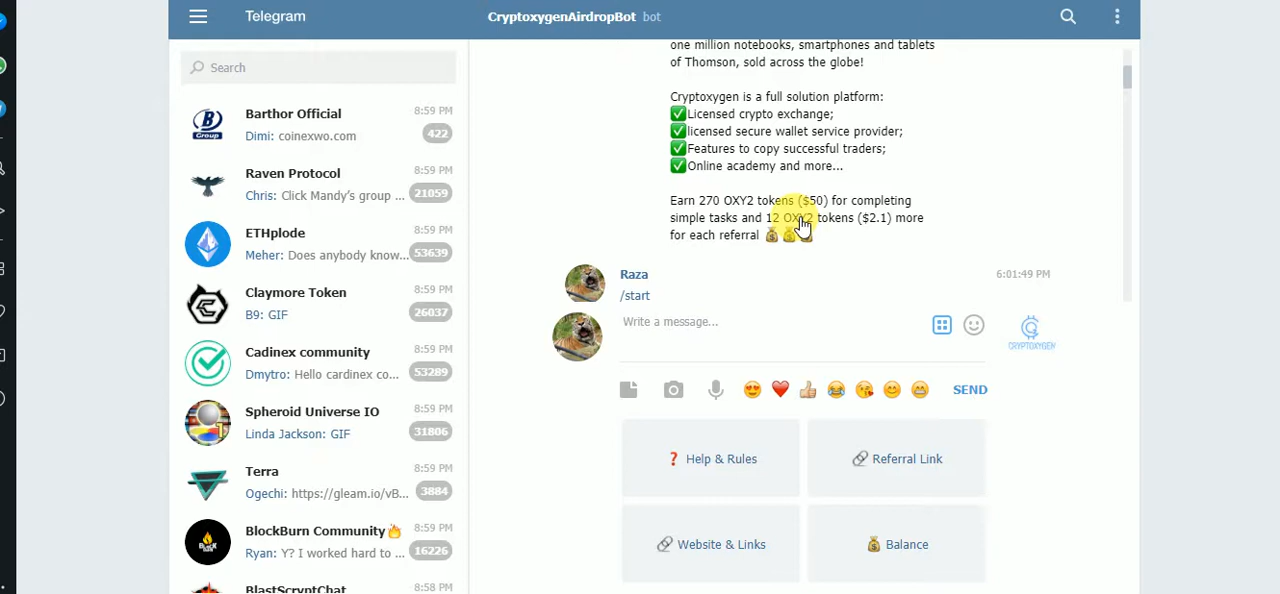 Telegram
CryptoxygenAirdropBot bot
Search
Barthor Official 8:59 PM
Dimi: coinexwo.com 422
Raven Protocol 8:59 PM
Chris: Click Mandy's group ... 21059
ETHplode 8:59 PM
Meher: Does anybody know... 53639
Claymore Token 8:59 PM
B9: GIF 26037
Cadinex community 8:59 PM
Dmytro: Hello cardinex co... 53289
Spheroid Universe IO 8:59 PM
Linda Jackson: GIF 31806
Terra 8:59 PM
Ogechi: https://gleam.io/vB... 3884
BlockBurn Community🔥 8:59 PM
Ryan: Y? I worked hard to ... 16226
BlastScryptChat 8:58 PM
one million notebooks, smartphones and tablets
of Thomson, sold across the globe!
Cryptoxygen is a full solution platform:
✅Licensed crypto exchange;
✅licensed secure wallet service provider;
✅Features to copy successful traders;
✅Online academy and more...
Earn 270 OXY2 tokens ($50) for completing
simple tasks and 12 OXY2 tokens ($2.1) more
for each referral 💰💰💰
Raza 6:01:49 PM
/start
Write a message...
CRYPTOXYGEN
SEND
❓ Help & Rules
🔗 Referral Link
🔗 Website & Links
💰 Balance